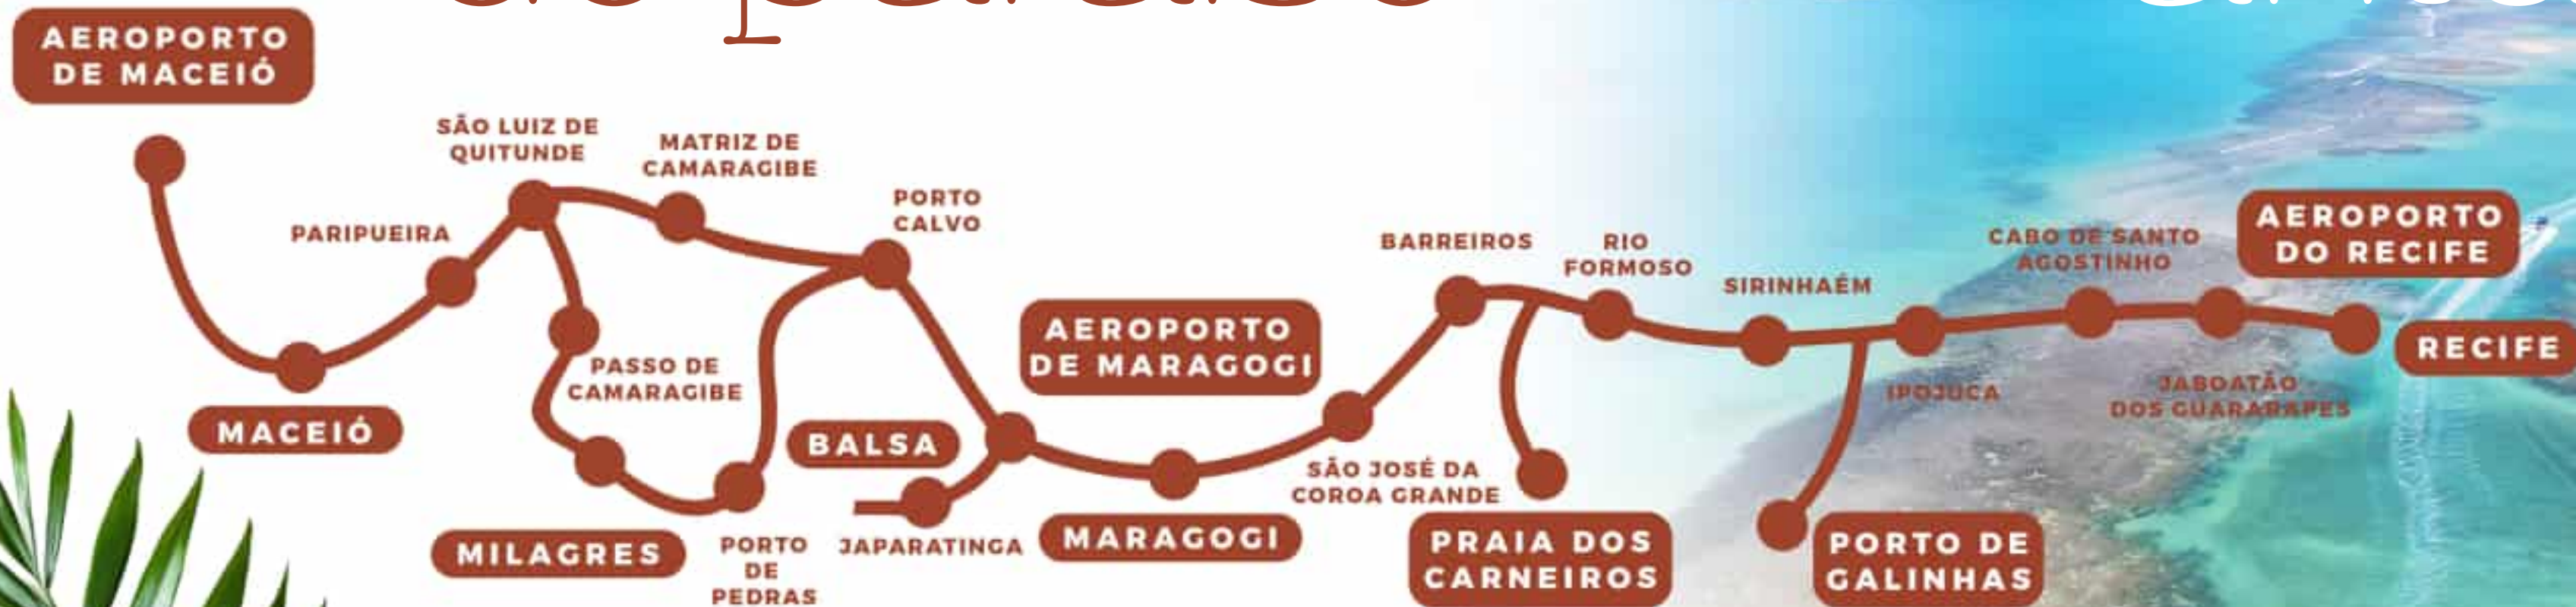 AEROPORTO
DE MACEIÓ
SÃO LUIZ DE
QUITUNDE
MATRIZ DE
CAMARAGIBE
PORTO
CALVO
PARIPUEIRA
BARREIROS
RIO
FORMOSO
SIRINHAÉM
CABO DE SANTO
AGOSTINHO
AEROPORTO
DO RECIFE
AEROPORTO
DE MARAGOGI
RECIFE
PASSO DE
CAMARAGIBE
IPOJUCA
JABOATÃO
DOS GUARARAPES
MACEIÓ
BALSA
SÃO JOSÉ DA
COROA GRANDE
MILAGRES
PORTO
DE
PEDRAS
JAPARATINGA
MARAGOGI
PRAIA DOS
CARNEIROS
PORTO DE
GALINHAS